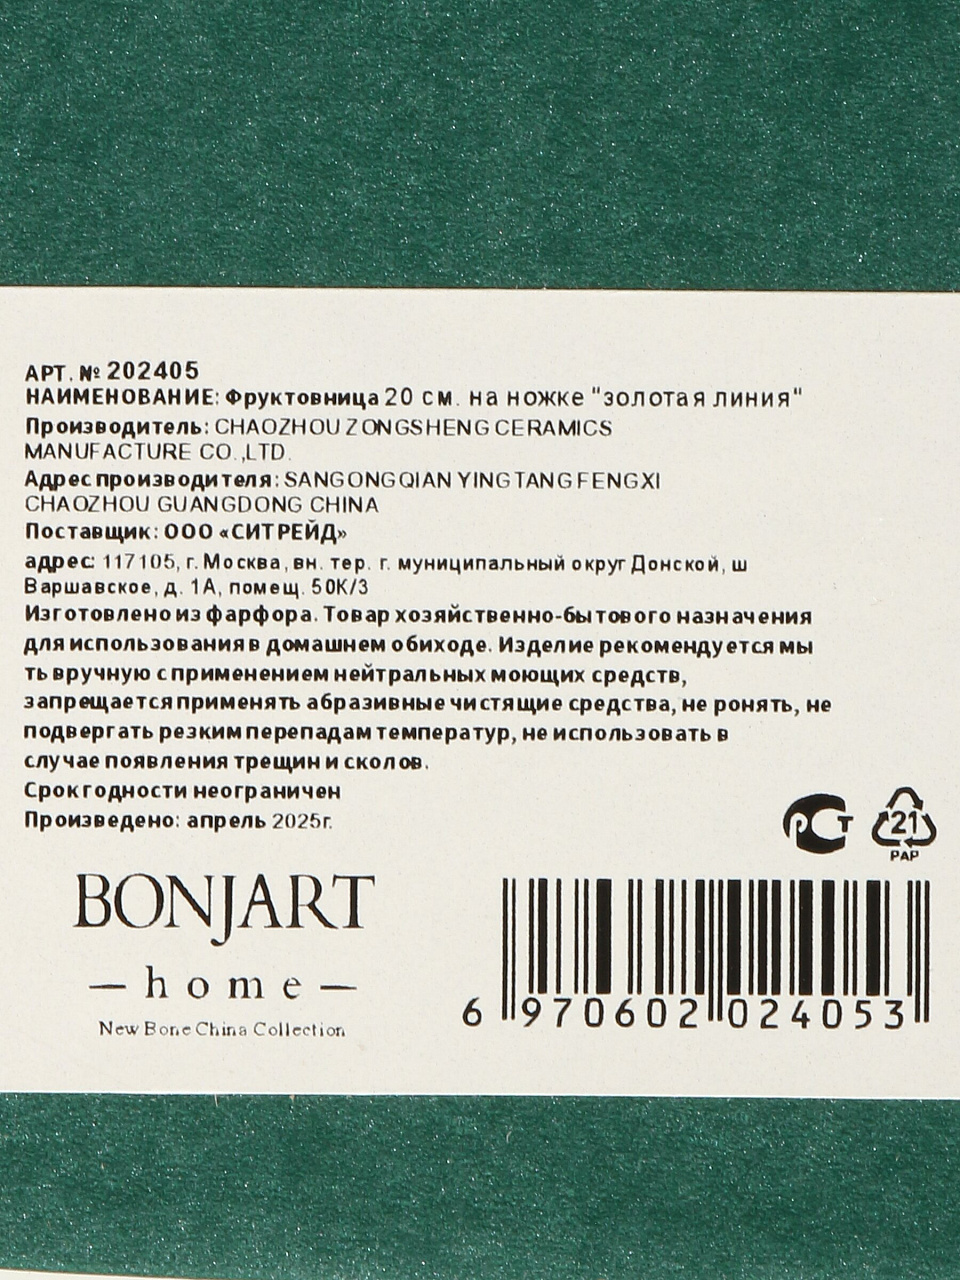 АРТ. № 202405
НАИМЕНОВАНИЕ: Фруктовница 20 см. на ножке "золотая линия"
Производитель: CHAOZHOU ZONGSHENG CERAMICS
MANUFACTURE CO.,LTD.
Адрес производителя: SANGONGQIAN YINGTANG FENGXI
CHAOZHOU GUANGDONG CHINA
Поставщик: ООО «СИТРЕЙД»
адрес: 117105, г. Москва, вн. тер. г. муниципальный округ Донской, ш
Варшавское, д. 1А, помещ. 50К/3
Изготовлено из фарфора. Товар хозяйственно-бытового назначения
для использования в домашнем обиходе. Изделие рекомендуется мы
ть вручную с применением нейтральных моющих средств,
запрещается применять абразивные чистящие средства, не ронять, не
подвергать резким перепадам температур, не использовать в
случае появления трещин и сколов.
Срок годности неограничен
Произведено: апрель 2025г.
РСТ
21
PAP
BONJART
— home —
New Bone China Collection
6 970602 024053